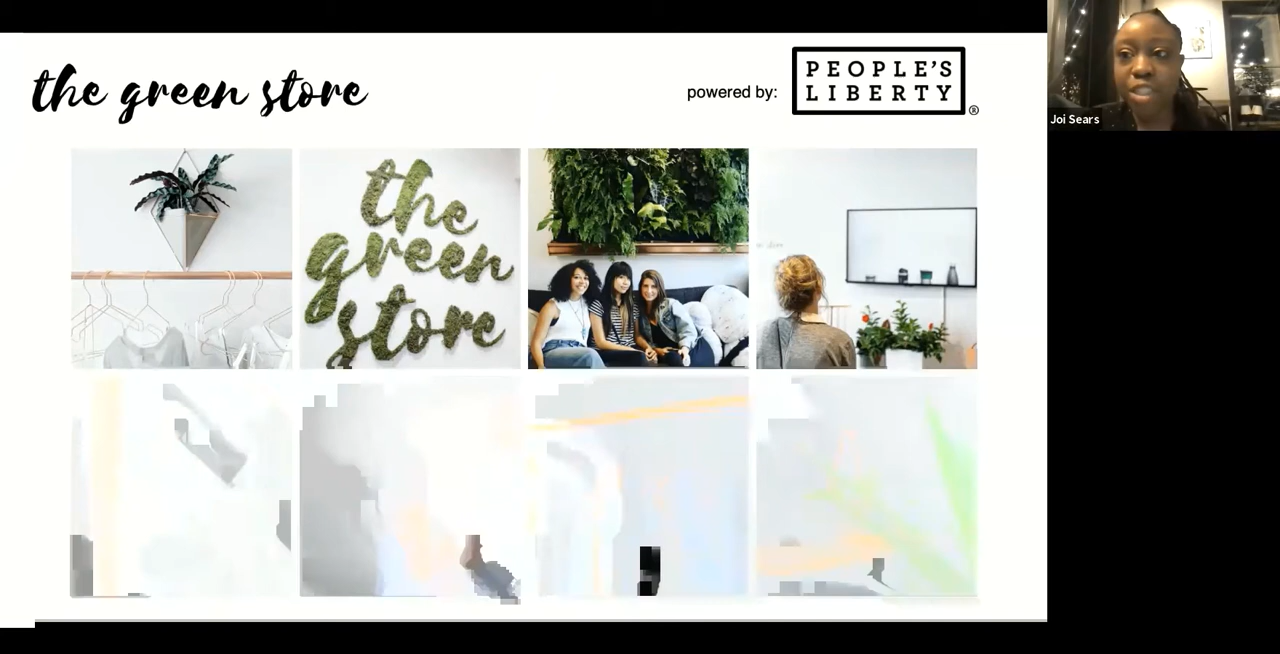 the green store
powered by:
PEOPLE'S
LIBERTY
®
Joi Sears
the
green
store